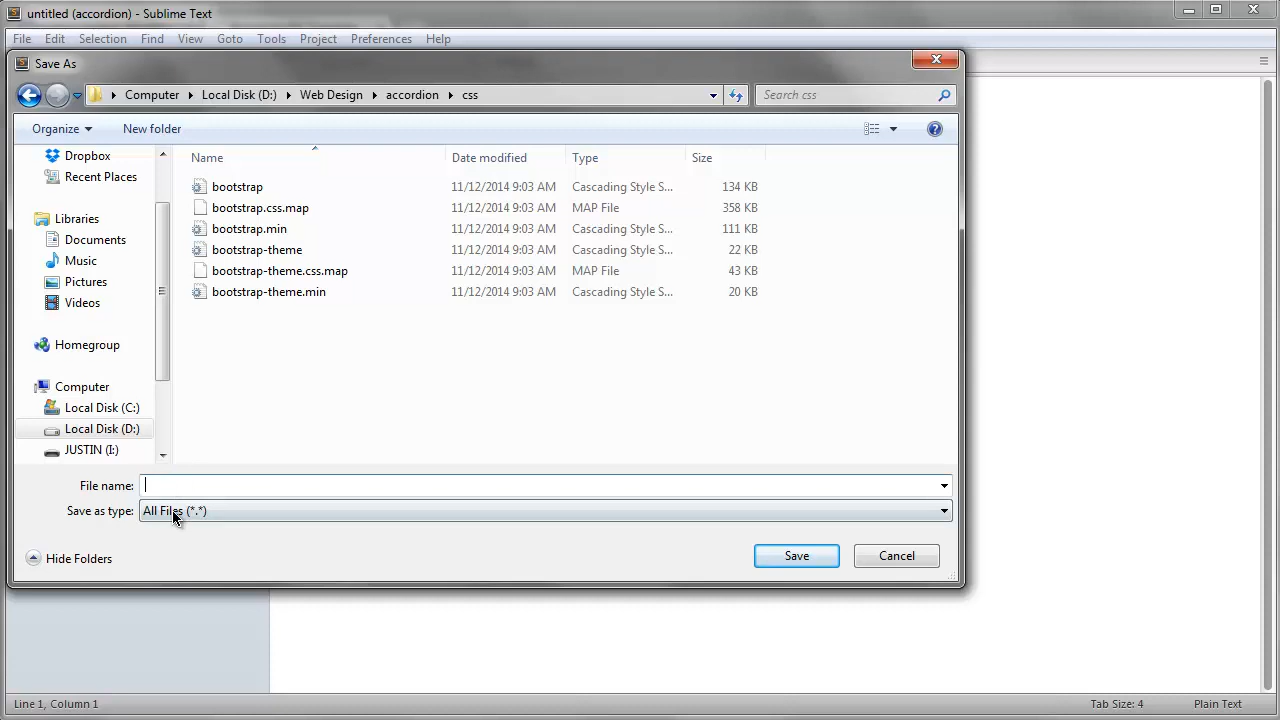 untitled (accordion) - Sublime Text
File Edit Selection Find View Goto Tools Project Preferences Help
Save As
Computer Local Disk (D:) Web Design accordion css Search css
Organize New folder
Name Date modified Type Size
Dropbox
Recent Places
Libraries
Documents
Music
Pictures
Videos
Homegroup
Computer
Local Disk (C:)
Local Disk (D:)
JUSTIN (I:)
bootstrap 11/12/2014 9:03 AM Cascading Style S... 134 KB
bootstrap.css.map 11/12/2014 9:03 AM MAP File 358 KB
bootstrap.min 11/12/2014 9:03 AM Cascading Style S... 111 KB
bootstrap-theme 11/12/2014 9:03 AM Cascading Style S... 22 KB
bootstrap-theme.css.map 11/12/2014 9:03 AM MAP File 43 KB
bootstrap-theme.min 11/12/2014 9:03 AM Cascading Style S... 20 KB
File name:
Save as type: All Files (*.*)
Hide Folders Save Cancel
Line 1, Column 1 Tab Size: 4 Plain Text